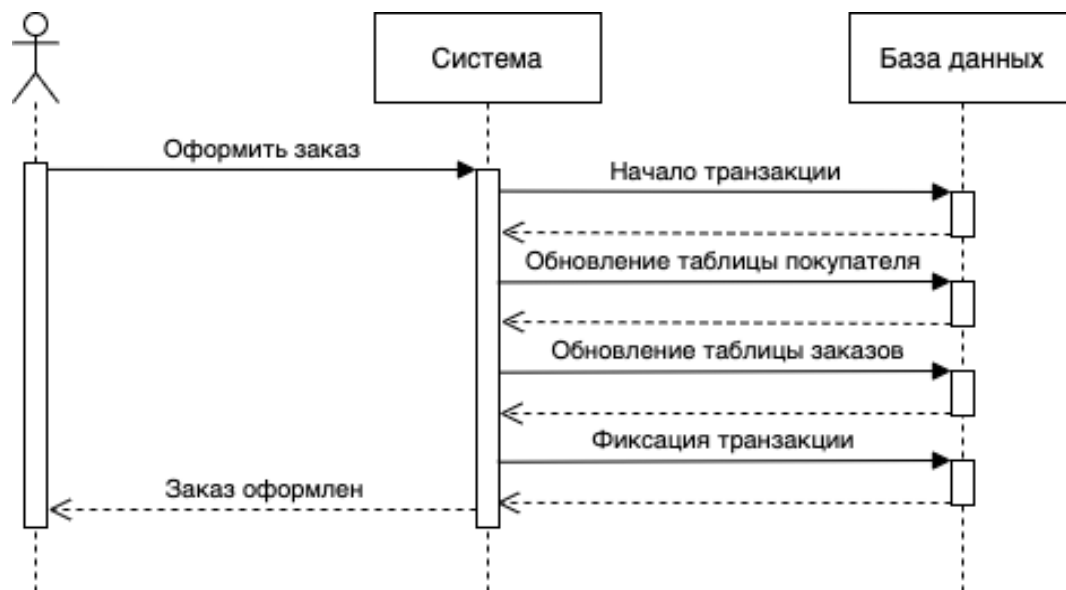 Система
База данных
Оформить заказ
Начало транзакции
Обновление таблицы покупателя
Обновление таблицы заказов
Фиксация транзакции
Заказ оформлен